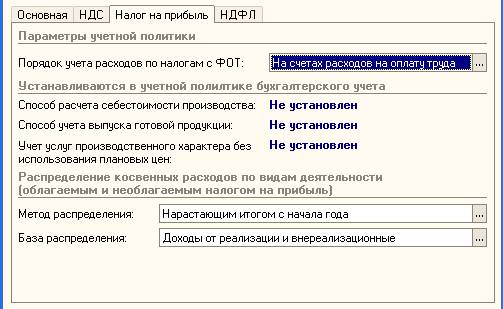 Основная НДС Налог на прибыль НДФЛ
Параметры учетной политики
Порядок учета расходов по налогам с ФОТ: На счетах расходов на оплату труда ...
Устанавливаются в учетной полилтике бухгалтерского учета
Способ расчета себестоимости производства: Не установлен
Способ учета выпуска готовой продукции: Не установлен
Учет услуг производственного характера без Не установлен
использования плановых цен:
Распределение косвенных расходов по видам деятельности
(облагаемым и необлагаемым налогом на прибыль)
Метод распределения: Нарастающим итогом с начала года ...
База распределения: Доходы от реализации и внереализационные ...